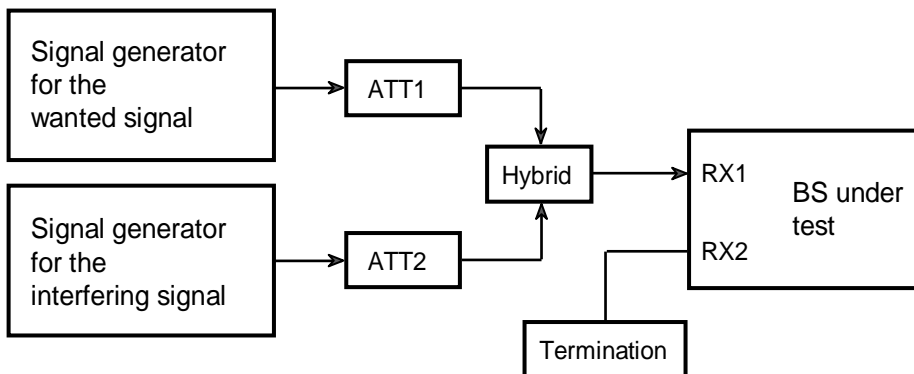 Signal generator
for the
wanted signal
ATT1
Hybrid
RX1
BS under
test
RX2
Signal generator
for the
interfering signal
ATT2
Termination